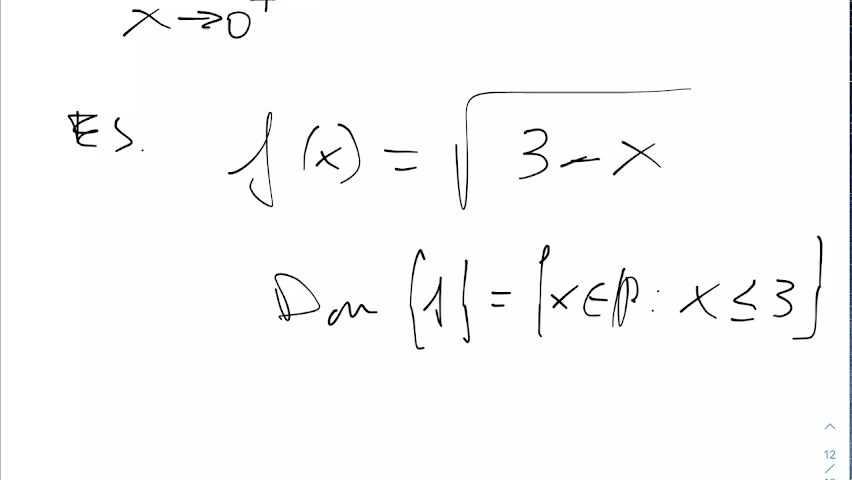 x→0⁺
ES. f(x) = √(3-x)
Dom {f} = {x∈ℝ: x ≤ 3}
12
/